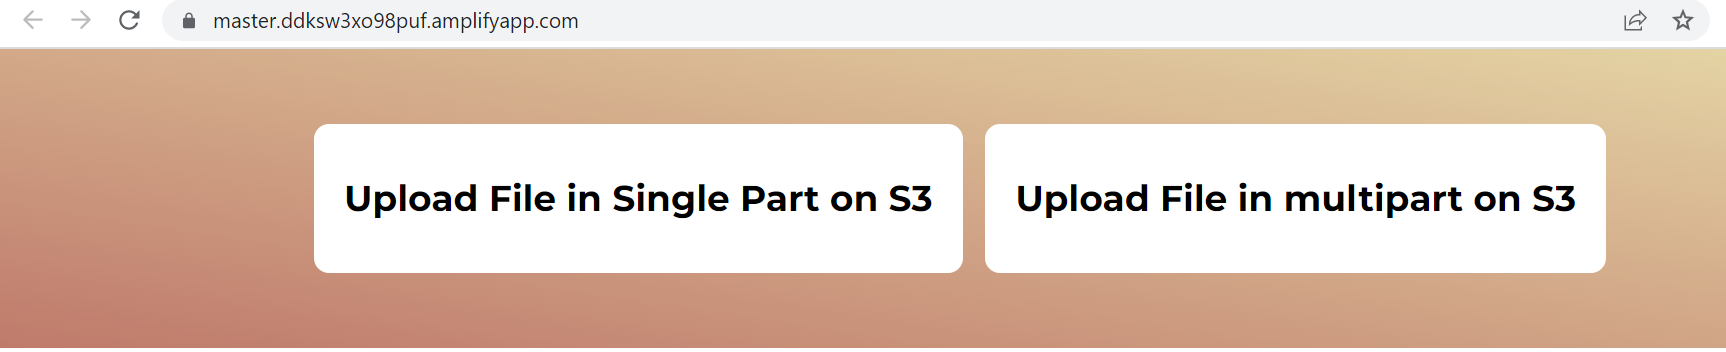 master.ddksw3xo98puf.amplifyapp.com
Upload File in Single Part on S3
Upload File in multipart on S3